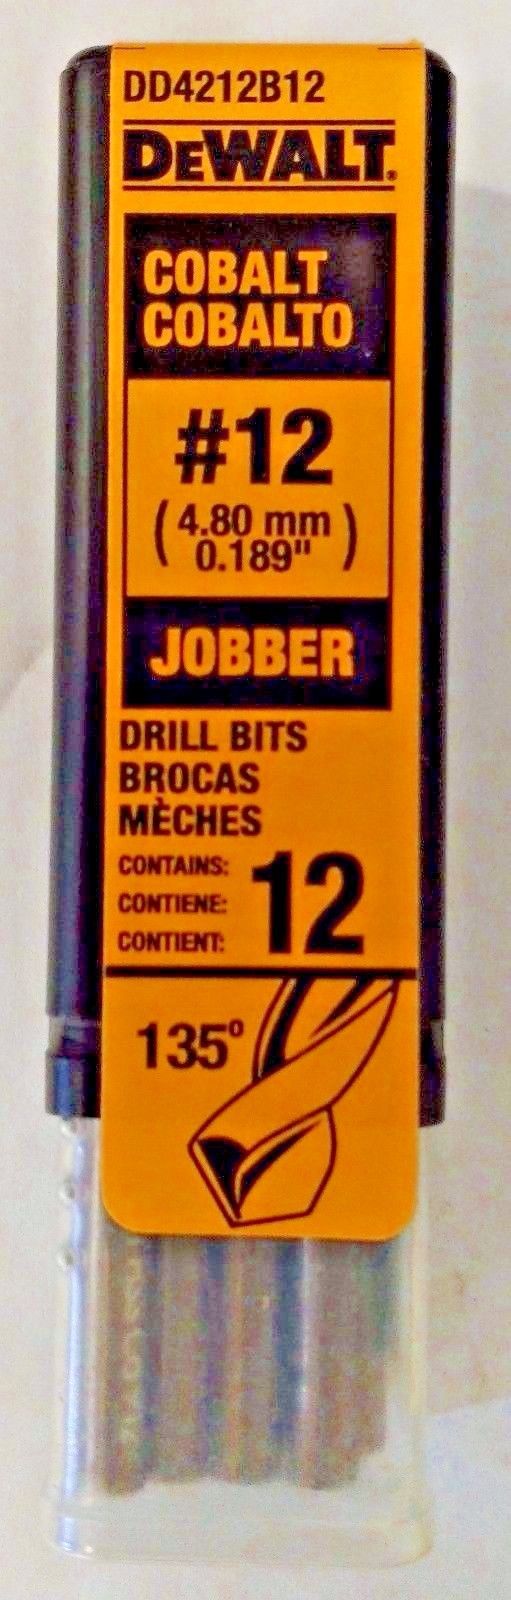 DD4212B12
DEWALT.
COBALT
COBALTO
#12
(4.80 mm
0.189")
JOBBER
DRILL BITS
BROCAS
MÈCHES
CONTAINS:
CONTIENE:
CONTIENT:
12
135°